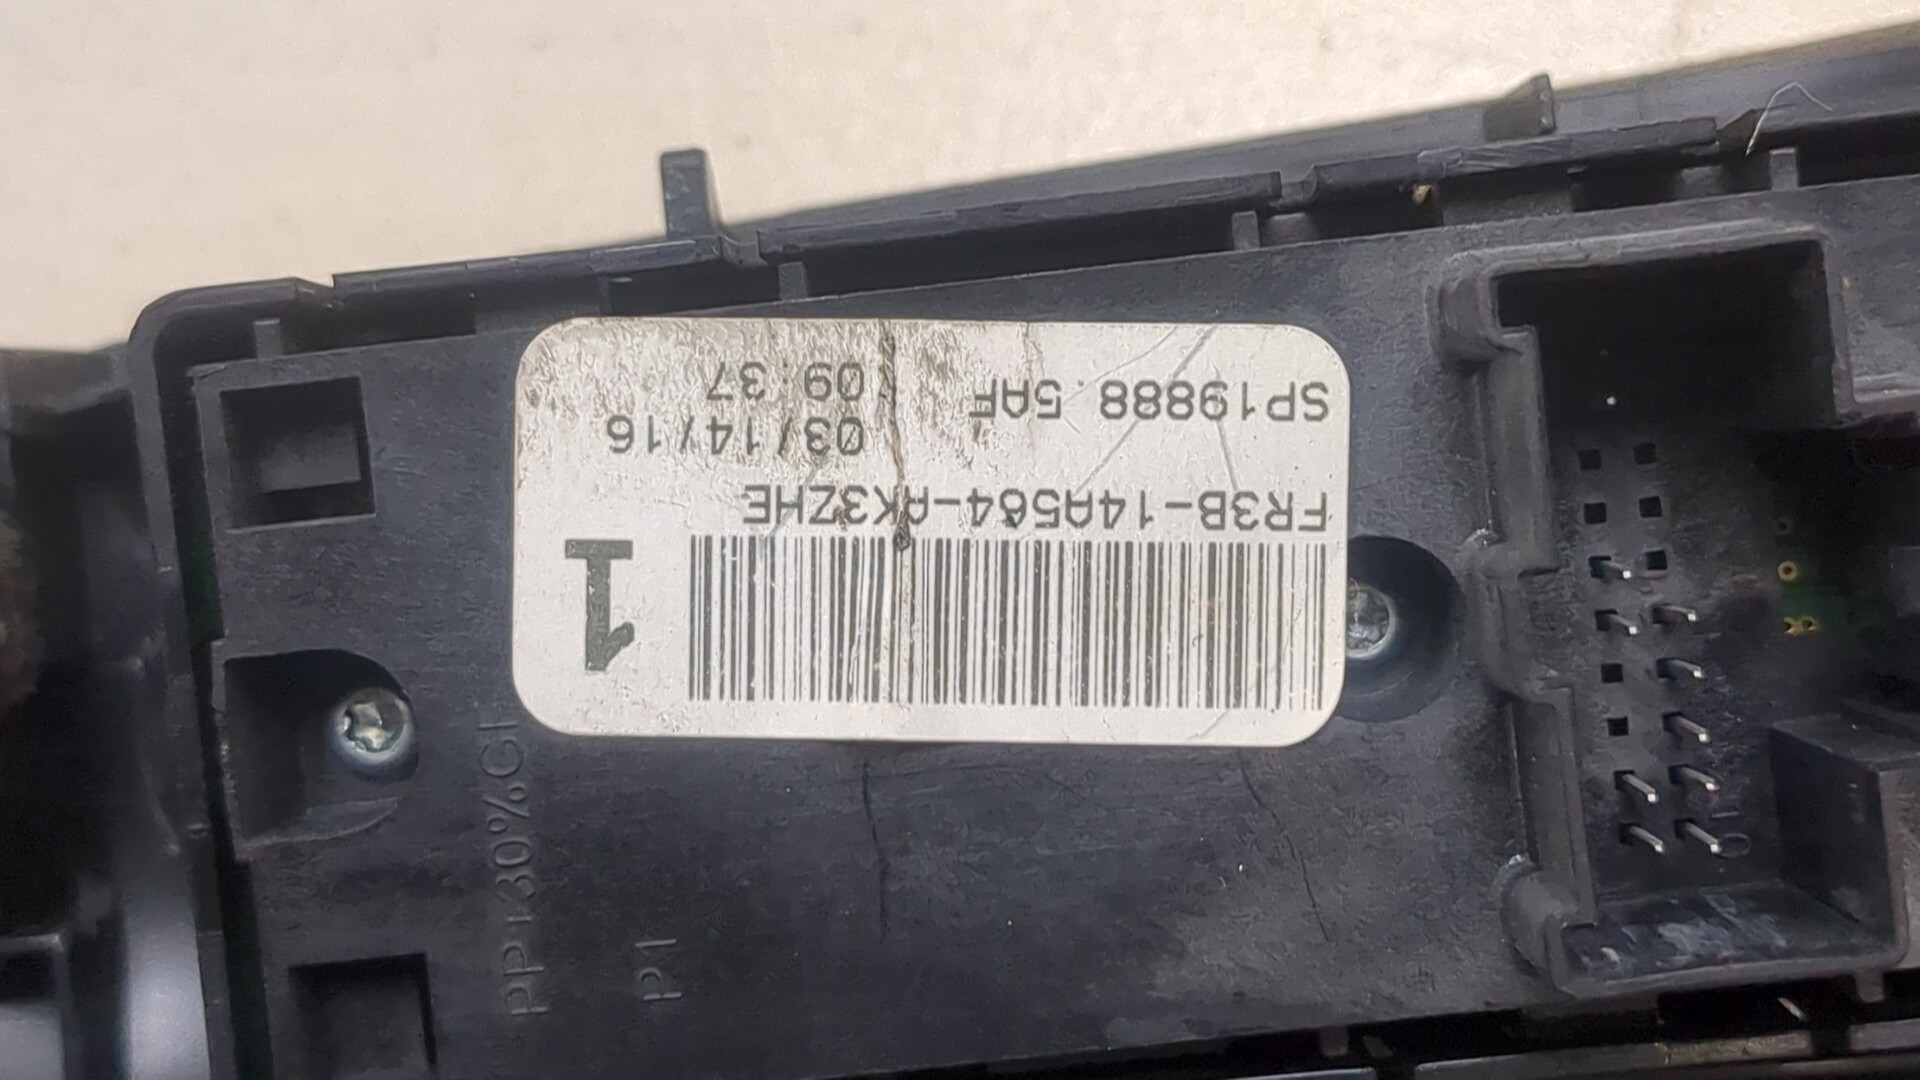 1
FR3B-14A564-AK3ZHE
03/14/16
SP19888.5AF 09:37
PP+30%GF
P1